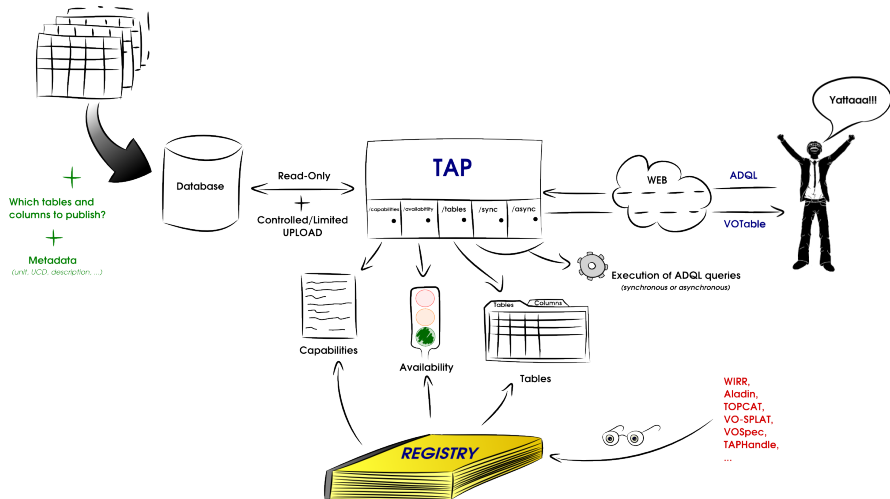 Yattaaa!!!
TAP
Database
Read-Only
Controlled/Limited
UPLOAD
/capabilities
/availability
/tables
/sync
/async
WEB
ADQL
VOTable
Which tables and
columns to publish?
Metadata
(unit, UCD, description, ...)
Execution of ADQL queries
(synchronous or asynchronous)
Capabilities
Availability
Tables
Columns
Tables
REGISTRY
WIRR,
Aladin,
TOPCAT,
VO-SPLAT,
VOSpec,
TAPHandle,
...